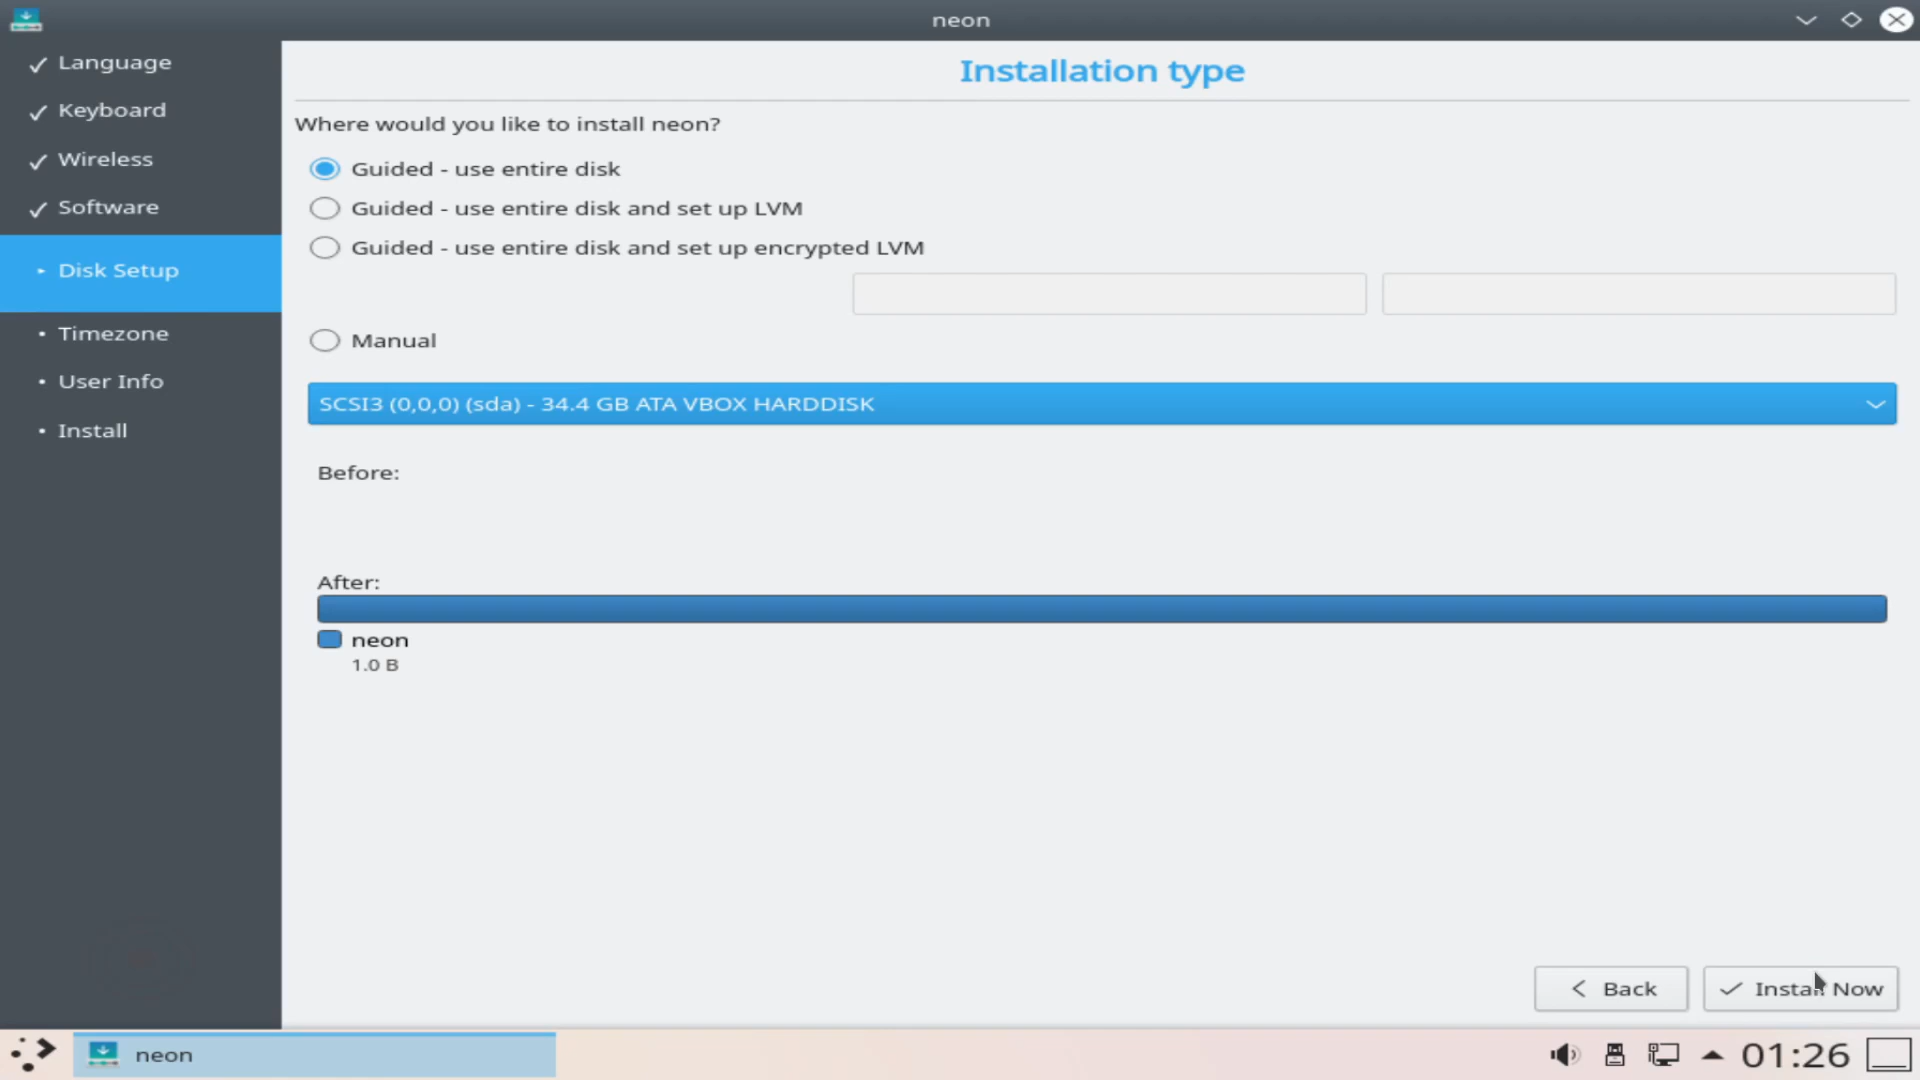 neon
Language
Keyboard
Wireless
Software
Disk Setup
Timezone
User Info
Install
Installation type
Where would you like to install neon?
Guided - use entire disk
Guided - use entire disk and set up LVM
Guided - use entire disk and set up encrypted LVM
Manual
SCSI3 (0,0,0) (sda) - 34.4 GB ATA VBOX HARDDISK
Before:
After:
neon
1.0 B
Back
Install Now
neon
01:26